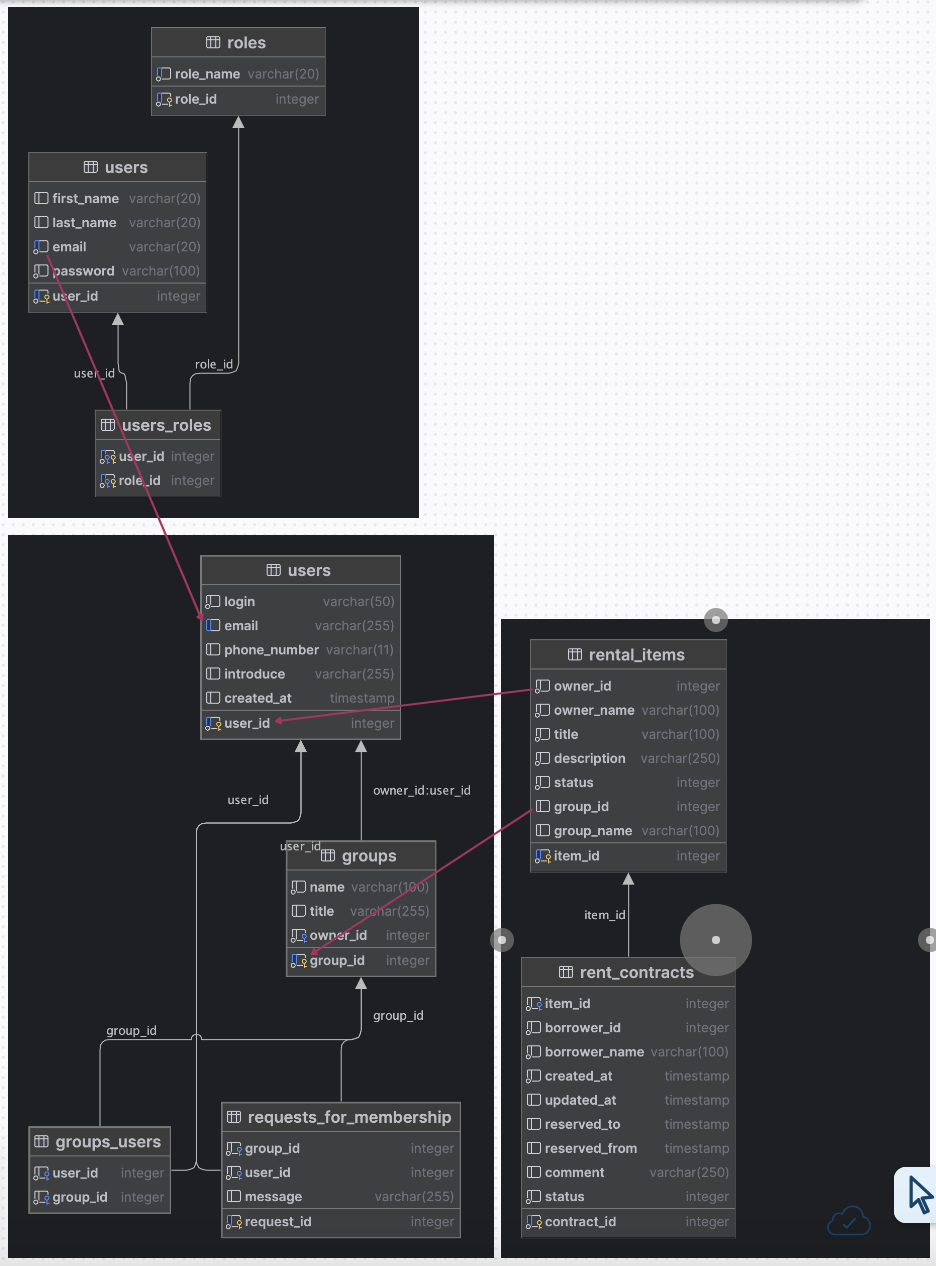 roles
role_name varchar(20)
role_id integer
users
first_name varchar(20)
last_name varchar(20)
email varchar(20)
password varchar(100)
user_id integer
user_id
role_id
users_roles
user_id integer
role_id integer
users
login varchar(50)
email varchar(255)
phone_number varchar(11)
introduce varchar(255)
created_at timestamp
user_id integer
user_id
owner_id:user_id
user_id
groups
name varchar(100)
title varchar(255)
owner_id integer
group_id integer
group_id
group_id
groups_users
user_id integer
group_id integer
requests_for_membership
group_id integer
user_id integer
message varchar(255)
request_id integer
rental_items
owner_id integer
owner_name varchar(100)
title varchar(100)
description varchar(250)
status integer
group_id integer
group_name varchar(100)
item_id integer
item_id
rent_contracts
item_id integer
borrower_id integer
borrower_name varchar(100)
created_at timestamp
updated_at timestamp
reserved_to timestamp
reserved_from timestamp
comment varchar(250)
status integer
contract_id integer